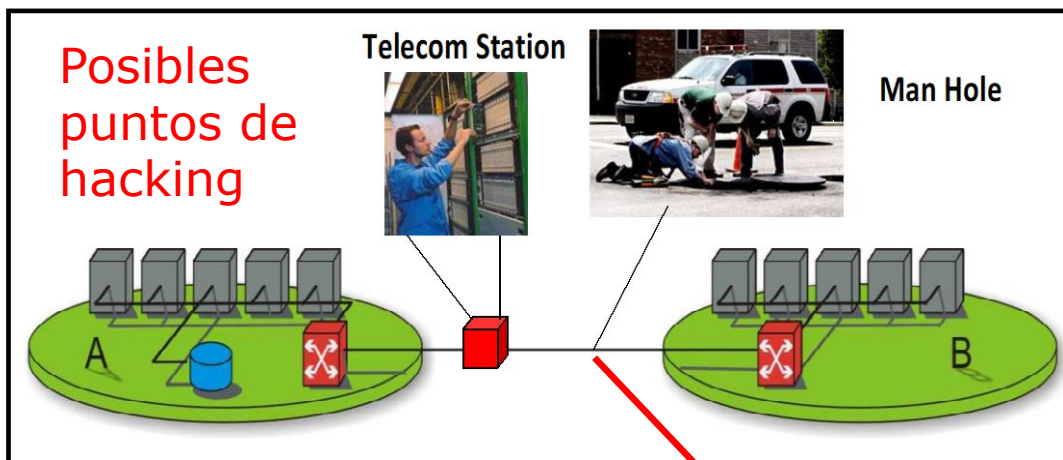 Posibles
puntos de
hacking
Telecom Station
Man Hole
A
B